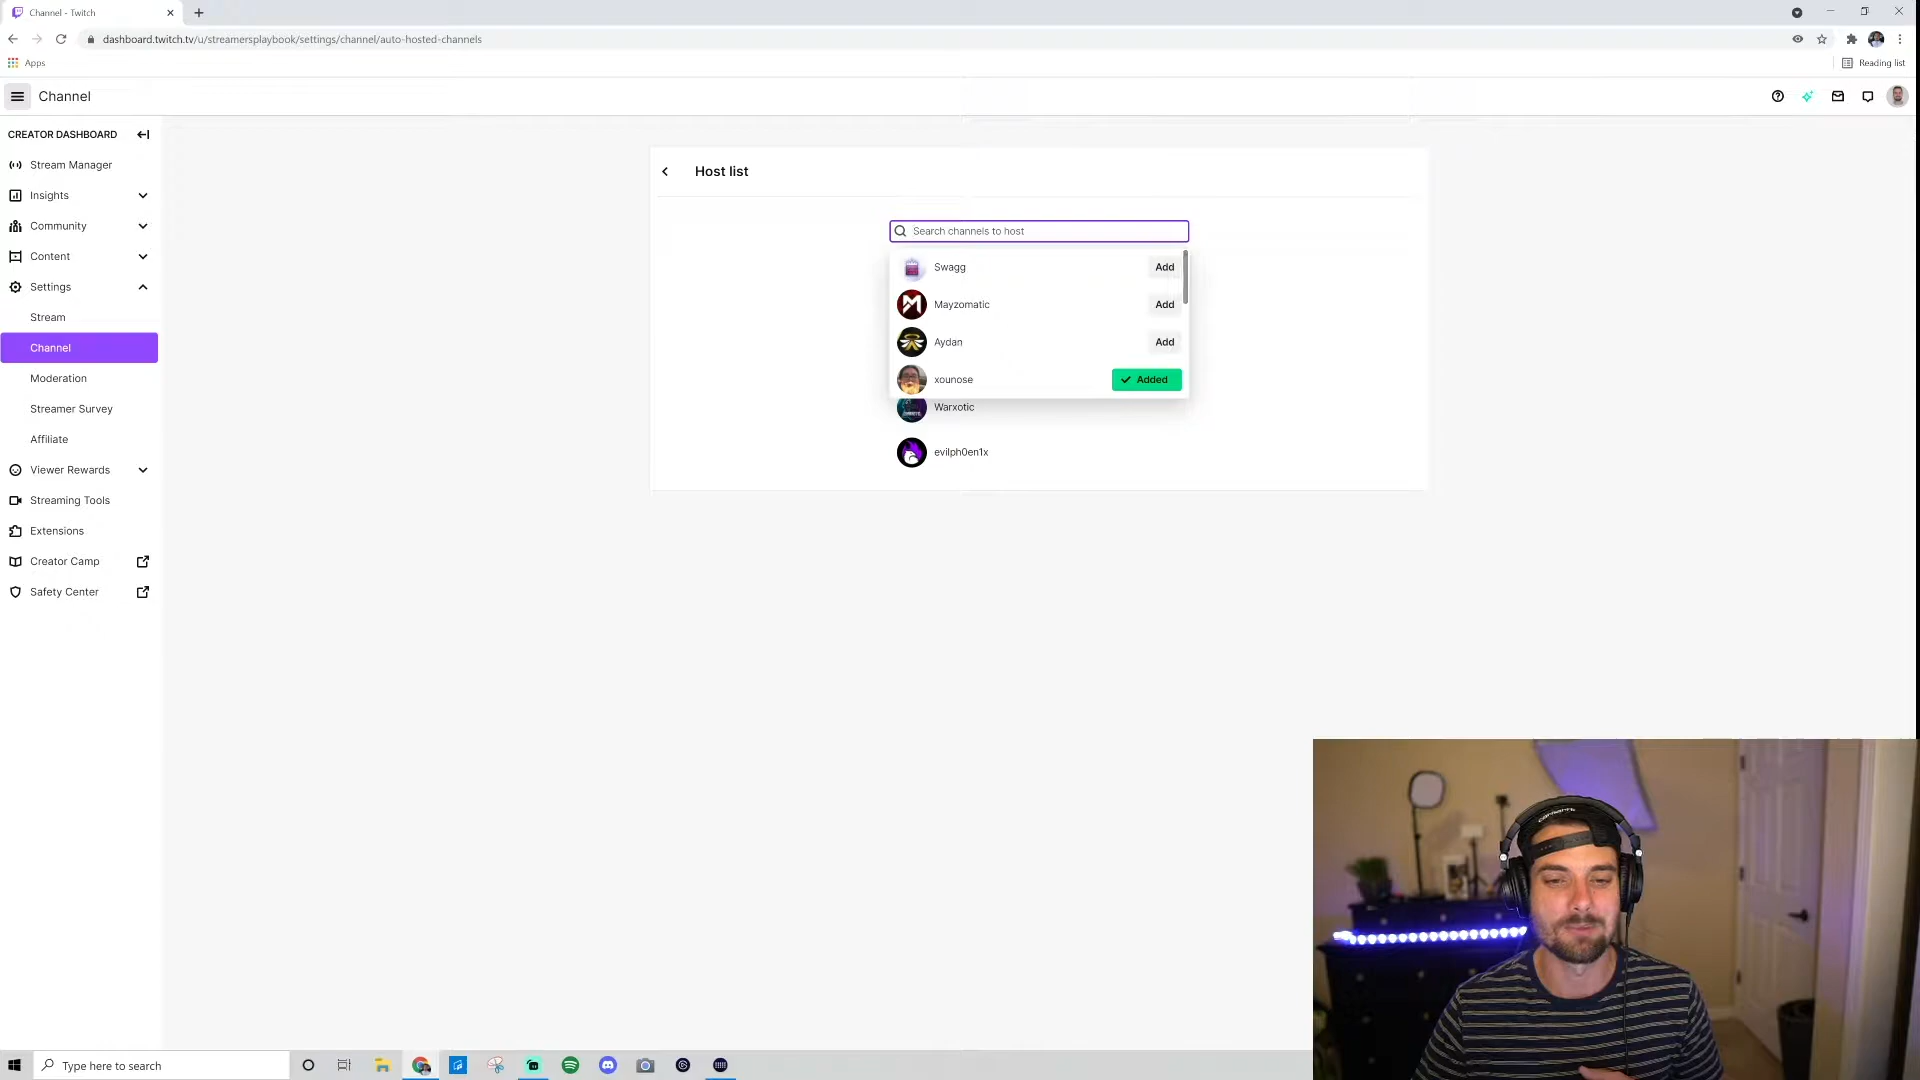 Channel - Twitch
dashboard.twitch.tv/u/streamersplaybook/settings/channel/auto-hosted-channels
Apps
Reading list
Channel
CREATOR DASHBOARD
Stream Manager
Insights
Community
Content
Settings
Stream
Channel
Moderation
Streamer Survey
Affiliate
Viewer Rewards
Streaming Tools
Extensions
Creator Camp
Safety Center
Host list
Search channels to host
Swagg Add
Mayzomatic Add
Aydan Add
xounose Added
Warxotic
evilph0en1x
Type here to search